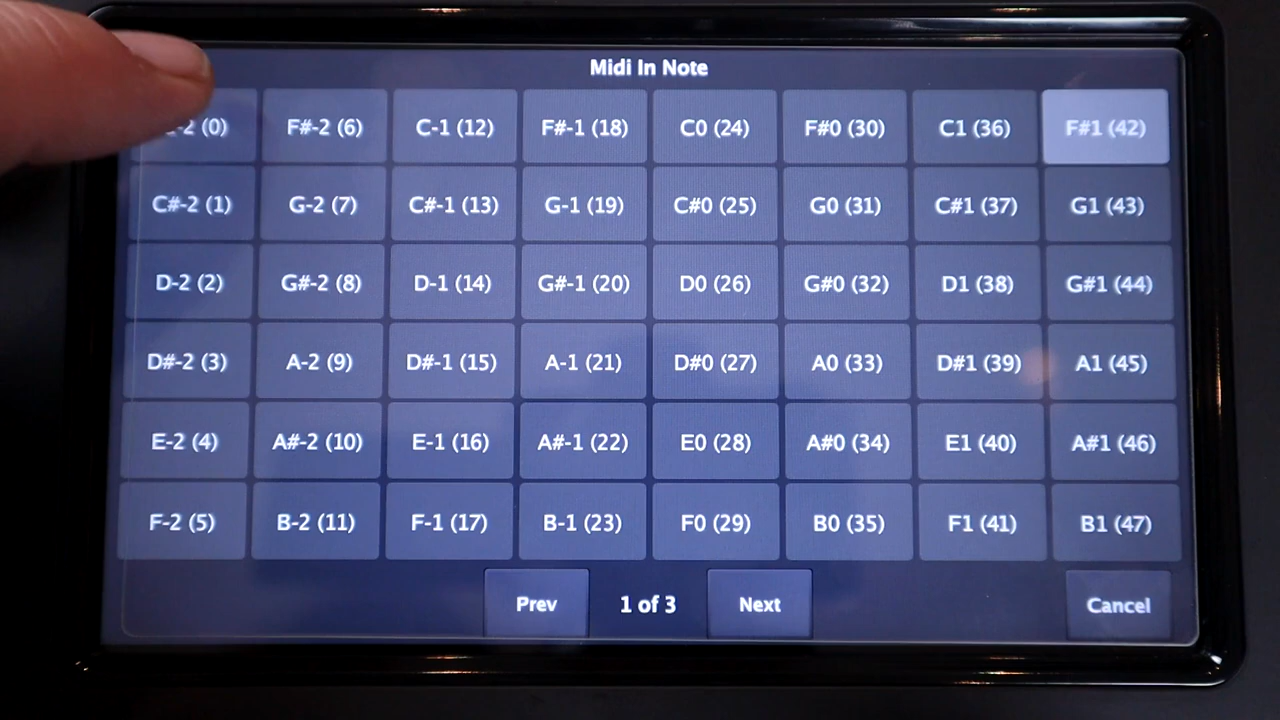 Midi In Note
-2 (0) F#-2 (6) C-1 (12) F#-1 (18) C0 (24) F#0 (30) C1 (36) F#1 (42)
C#-2 (1) G-2 (7) C#-1 (13) G-1 (19) C#0 (25) G0 (31) C#1 (37) G1 (43)
D-2 (2) G#-2 (8) D-1 (14) G#-1 (20) D0 (26) G#0 (32) D1 (38) G#1 (44)
D#-2 (3) A-2 (9) D#-1 (15) A-1 (21) D#0 (27) A0 (33) D#1 (39) A1 (45)
E-2 (4) A#-2 (10) E-1 (16) A#-1 (22) E0 (28) A#0 (34) E1 (40) A#1 (46)
F-2 (5) B-2 (11) F-1 (17) B-1 (23) F0 (29) B0 (35) F1 (41) B1 (47)
Prev 1 of 3 Next Cancel